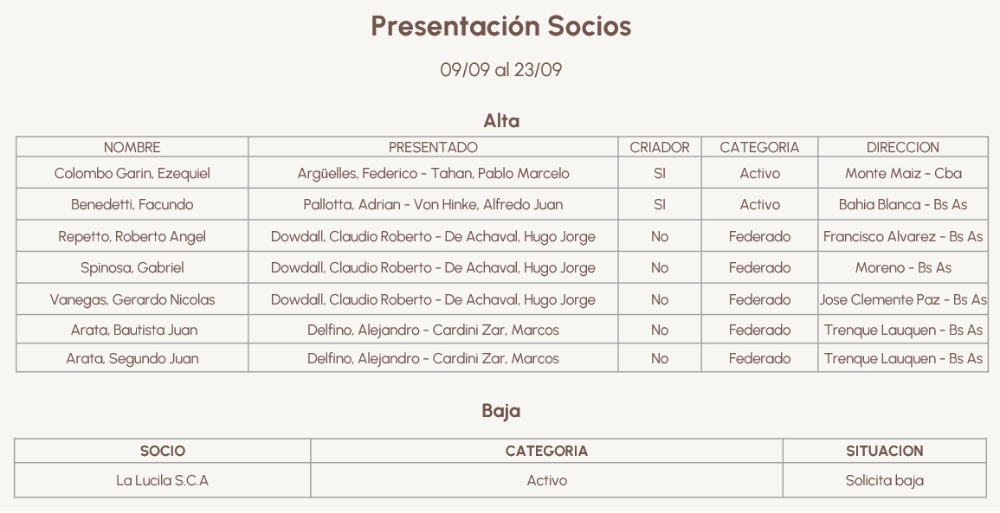 Presentación Socios
09/09 al 23/09
Alta
NOMBRE PRESENTADO CRIADOR CATEGORIA DIRECCION
Colombo Garin, Ezequiel Argüelles, Federico - Tahan, Pablo Marcelo SI Activo Monte Maiz - Cba
Benedetti, Facundo Pallotta, Adrian - Von Hinke, Alfredo Juan SI Activo Bahia Blanca - Bs As
Repetto, Roberto Angel Dowdall, Claudio Roberto - De Achaval, Hugo Jorge No Federado Francisco Alvarez - Bs As
Spinosa, Gabriel Dowdall, Claudio Roberto - De Achaval, Hugo Jorge No Federado Moreno - Bs As
Vanegas, Gerardo Nicolas Dowdall, Claudio Roberto - De Achaval, Hugo Jorge No Federado Jose Clemente Paz - Bs As
Arata, Bautista Juan Delfino, Alejandro - Cardini Zar, Marcos No Federado Trenque Lauquen - Bs As
Arata, Segundo Juan Delfino, Alejandro - Cardini Zar, Marcos No Federado Trenque Lauquen - Bs As
Baja
SOCIO CATEGORIA SITUACION
La Lucila S.C.A Activo Solicita baja